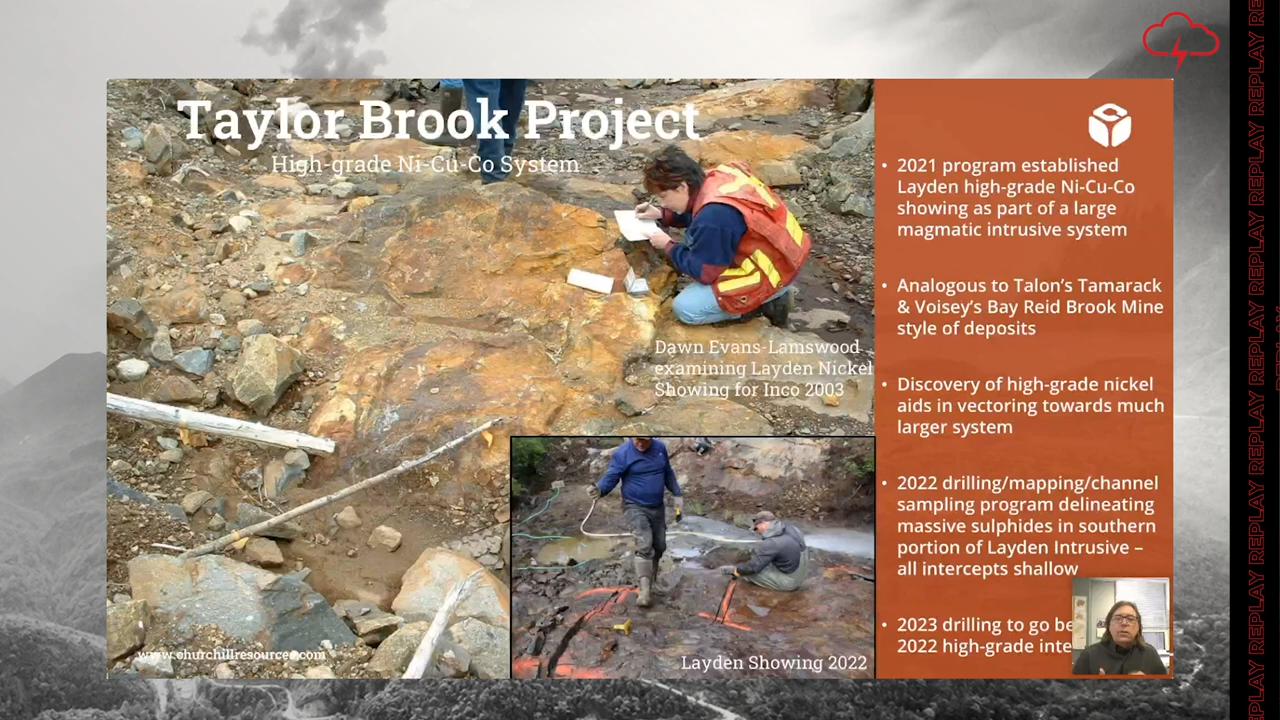 Taylor Brook Project
High-grade Ni-Cu-Co System
Dawn Evans-Lamswood
examining Layden Nickel
Showing for Inco 2003
www.churchillresources.com
Layden Showing 2022
• 2021 program established
Layden high-grade Ni-Cu-Co
showing as part of a large
magmatic intrusive system
• Analogous to Talon's Tamarack
& Voisey's Bay Reid Brook Mine
style of deposits
• Discovery of high-grade nickel
aids in vectoring towards much
larger system
• 2022 drilling/mapping/channel
sampling program delineating
massive sulphides in southern
portion of Layden Intrusive –
all intercepts shallow
• 2023 drilling to go be
2022 high-grade inte
REPLAY REPLAY REPLAY REPLAY REPLAY REPLAY REPLAY